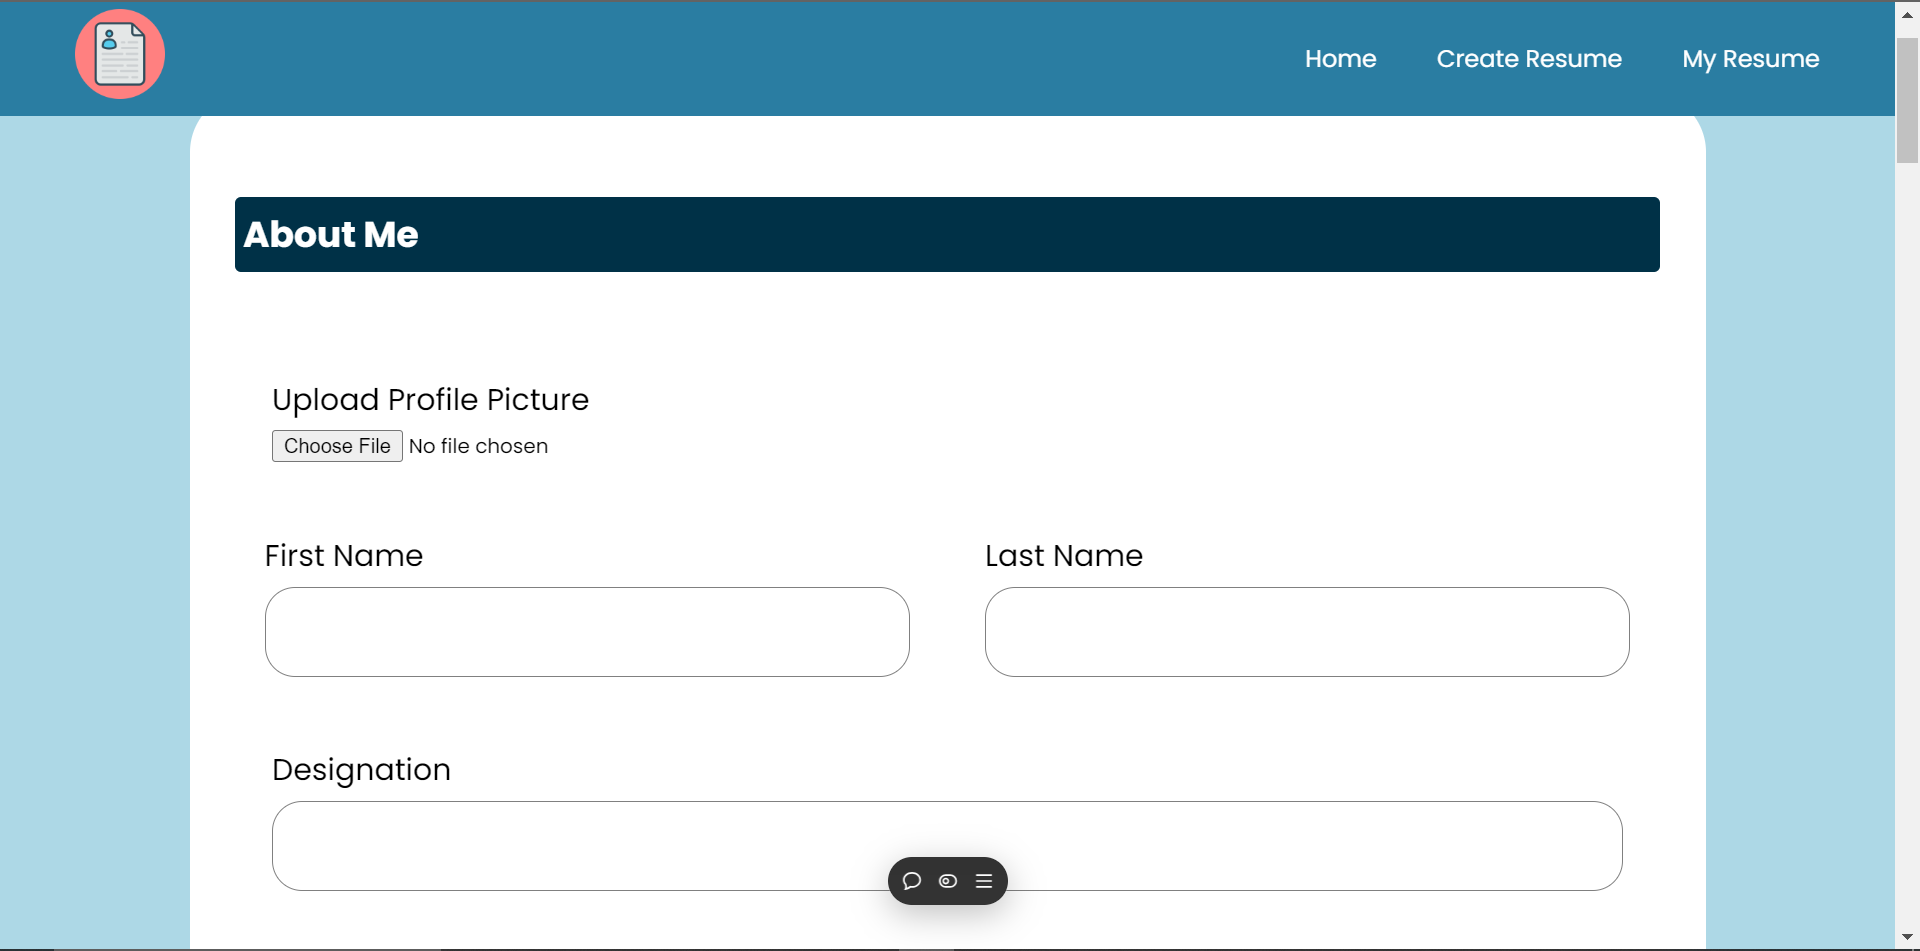 Home Create Resume My Resume
About Me
Upload Profile Picture
Choose File No file chosen
First Name Last Name
Designation